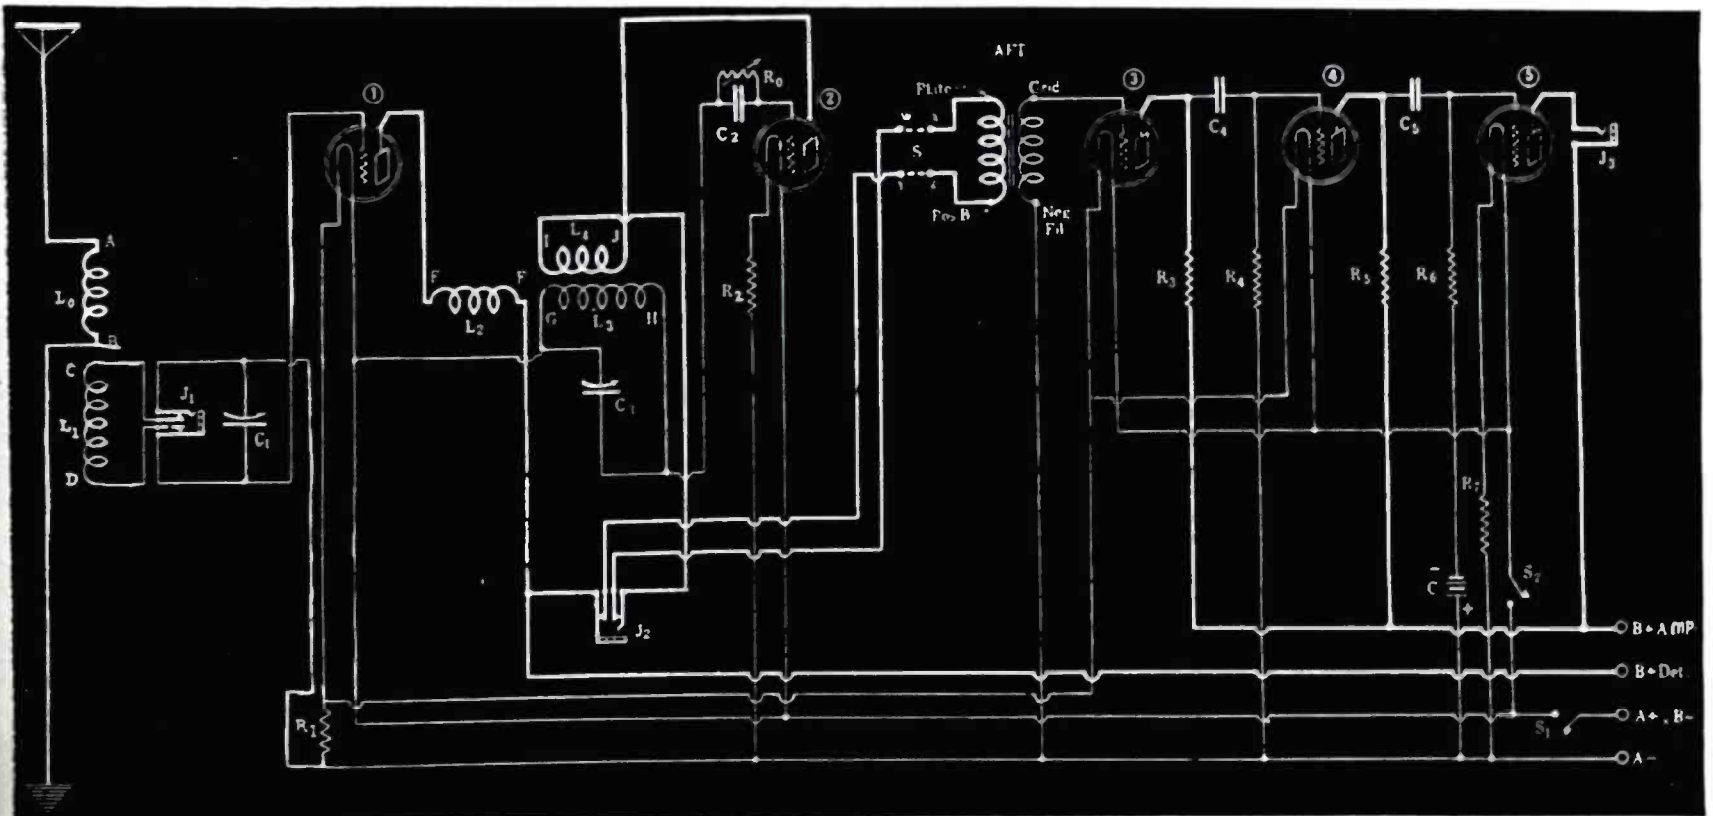 AFT
①
②
③
④
⑤
R₀
C₂
Plate
Grid
S
C₄
C₅
J₃
Pos B
Neg
Fil
A
L₀
B
F
F
L₂
I
L₄
J
G
L₃
H
R₂
R₃
R₄
R₅
R₆
C
L₁
D
J₁
C₁
R₇
C
+
S₂
J₂
B+AMP
B+Det.
A+, B-
S₁
R₁
A-